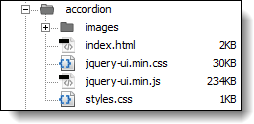 accordion
images
index.html 2KB
jquery-ui.min.css 30KB
jquery-ui.min.js 234KB
styles.css 1KB